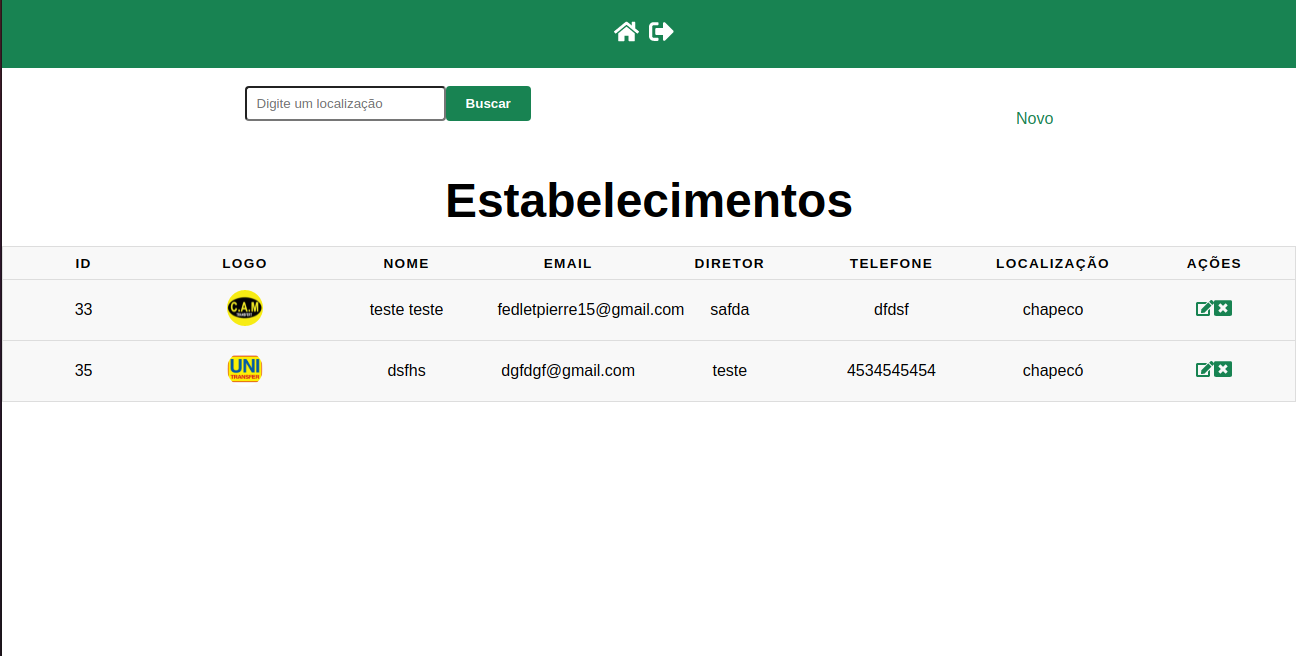 Digite um localização Buscar
Novo
Estabelecimentos
ID LOGO NOME EMAIL DIRETOR TELEFONE LOCALIZAÇÃO AÇÕES
33 C.A.M teste teste fedletpierre15@gmail.com safda dfdsf chapeco
35 UNI TRANSFER dsfhs dgfdgf@gmail.com teste 4534545454 chapecó